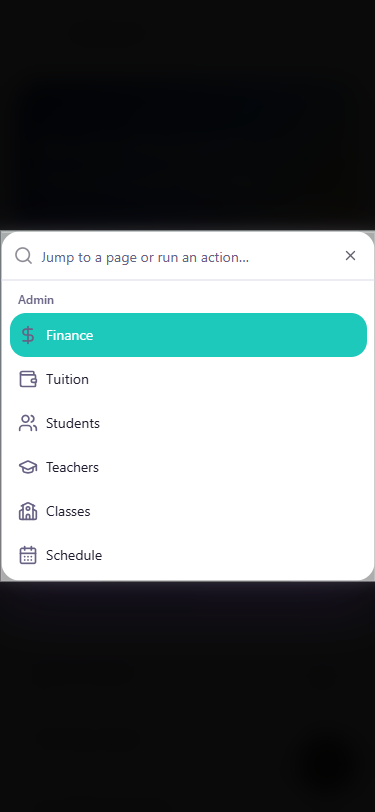 Jump to a page or run an action...
Admin
Finance
Tuition
Students
Teachers
Classes
Schedule